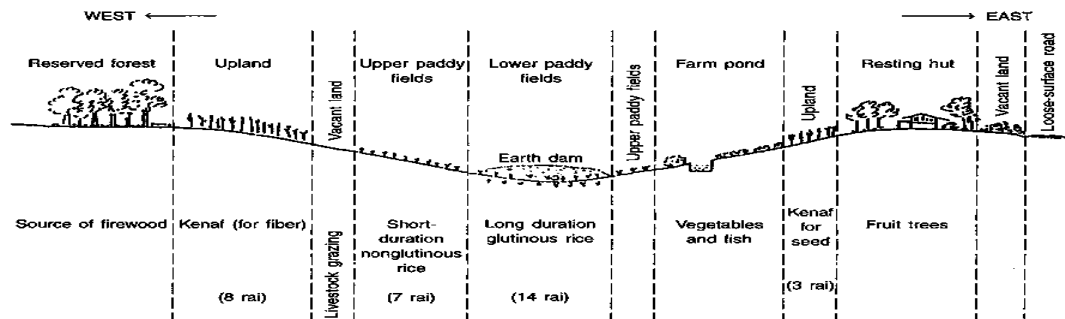 WEST ←
→ EAST
Reserved forest
Upland
Vacant land
Upper paddy
fields
Lower paddy
fields
Upper paddy fields
Farm pond
Upland
Resting hut
Vacant land
Loose-surface road
Earth dam
Source of firewood
Kenaf (for fiber)
(8 rai)
Livestock grazing
Short-
duration
nonglutinous
rice
(7 rai)
Long duration
glutinous rice
(14 rai)
Vegetables
and fish
Kenaf
for
seed
(3 rai)
Fruit trees